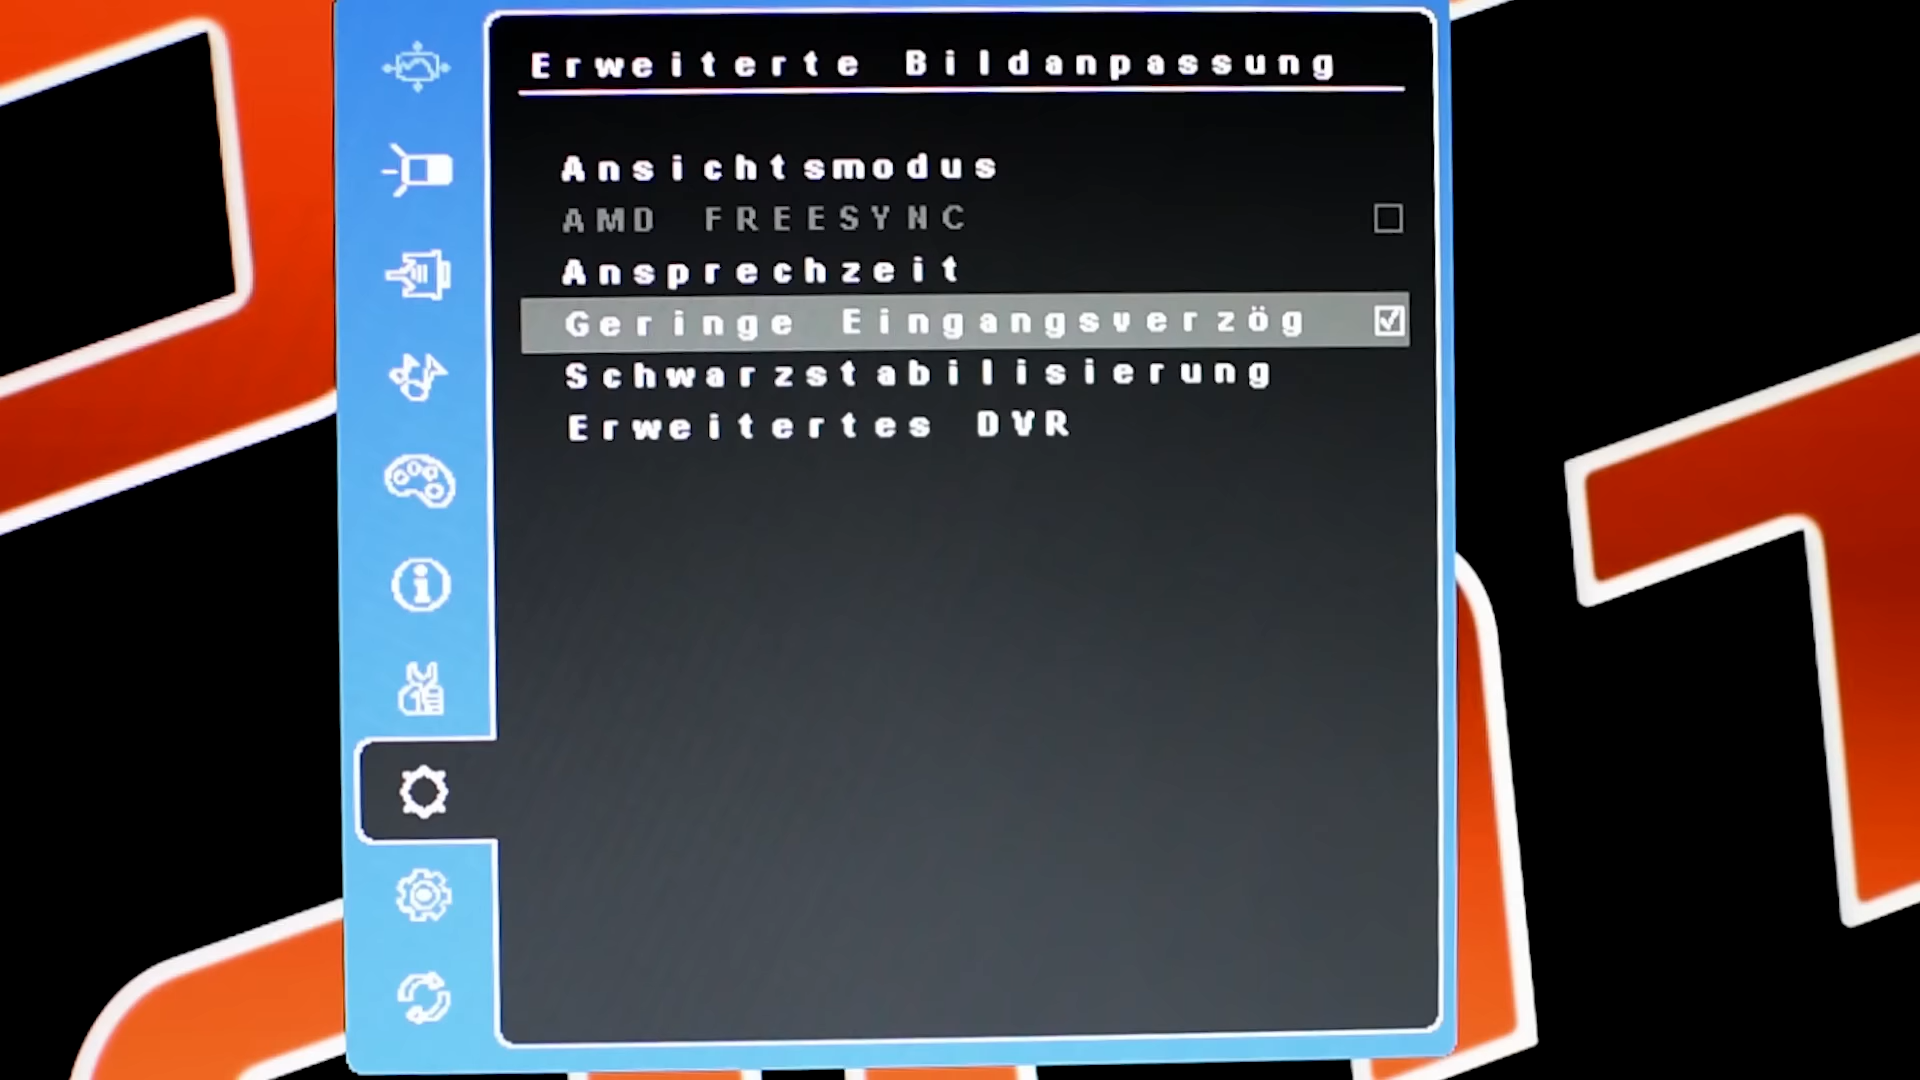 Erweiterte Bildanpassung
Ansichtsmodus
AMD FREESYNC
Ansprechzeit
Geringe Eingangsverzög
Schwarzstabilisierung
Erweitertes DVR